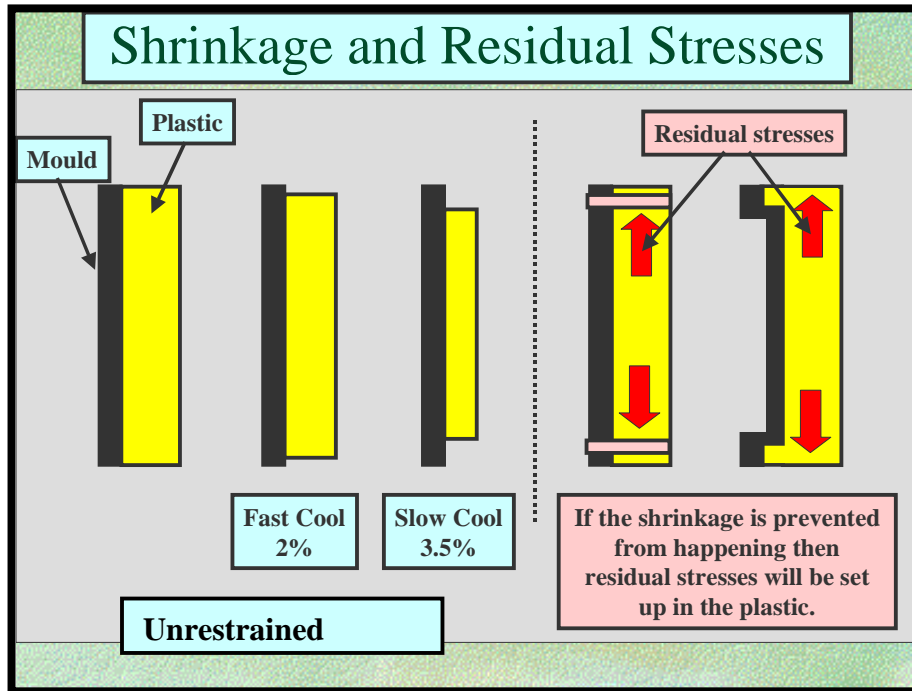 Shrinkage and Residual Stresses
Plastic
Mould
Residual stresses
Fast Cool
2%
Slow Cool
3.5%
If the shrinkage is prevented
from happening then
residual stresses will be set
up in the plastic.
Unrestrained